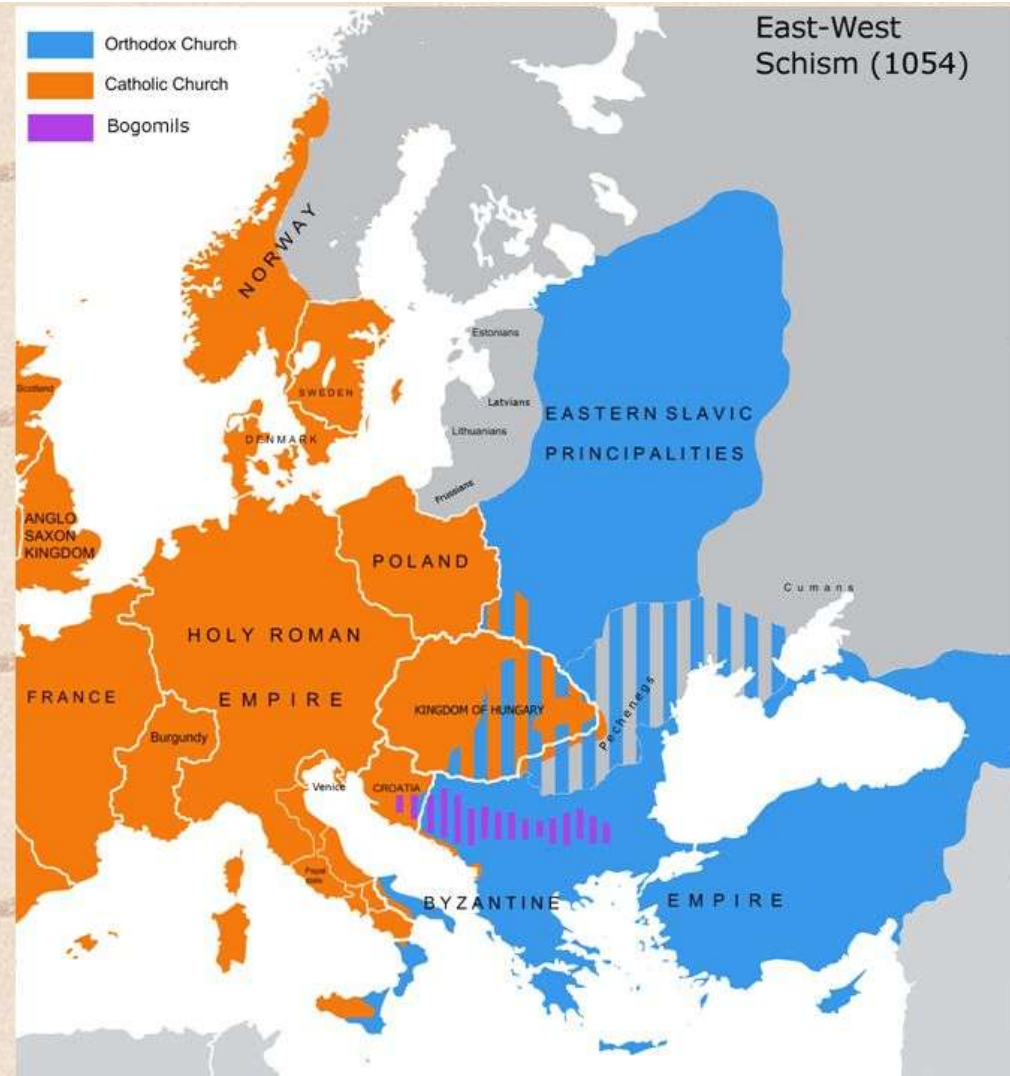 East-West
Schism (1054)
Orthodox Church
Catholic Church
Bogomils
NORWAY
Estonians
Scotland
SWEDEN
Latvians
EASTERN SLAVIC
Lithuanians
DENMARK
PRINCIPALITIES
Prussians
ANGLO
SAXON
KINGDOM
POLAND
Cumans
HOLY ROMAN
EMPIRE
FRANCE
KINGDOM OF HUNGARY
Pechenegs
Burgundy
Venice
CROATIA
Papal
BYZANTINE
EMPIRE